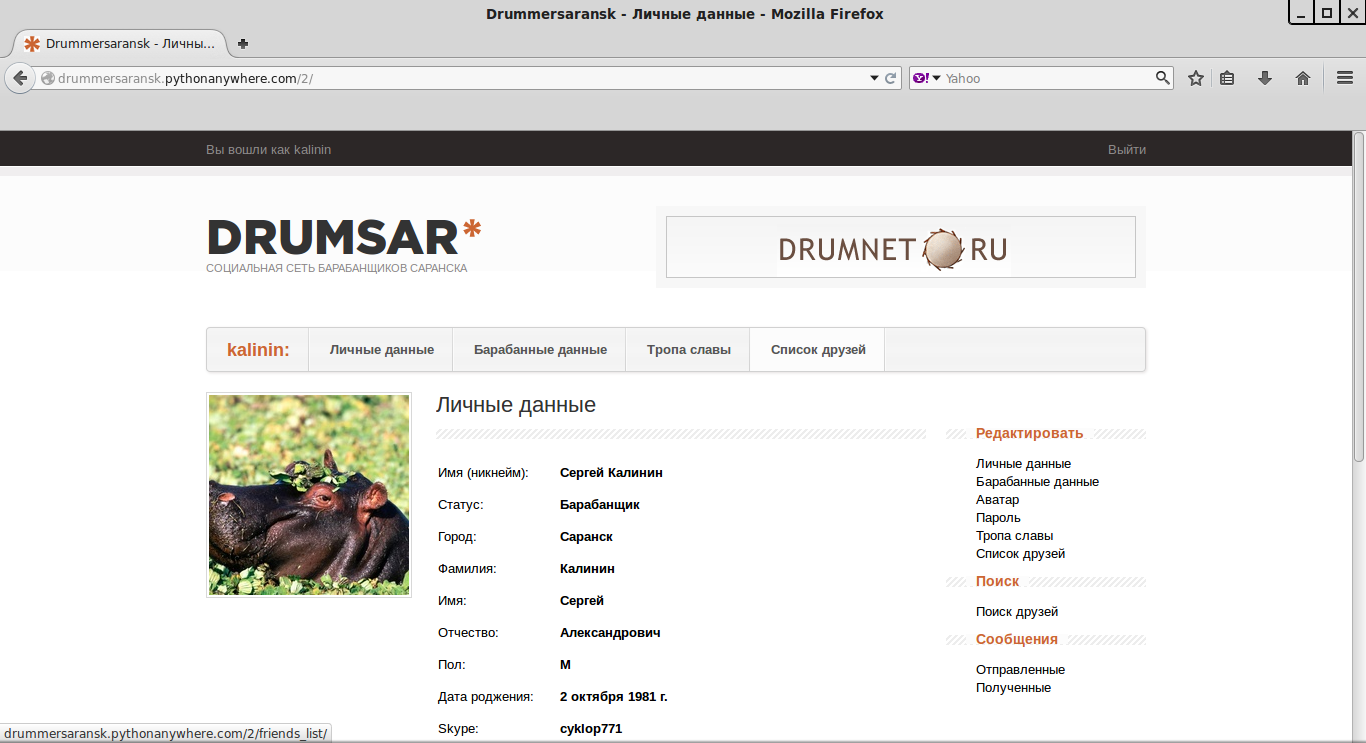 Drummersaransk - Личные данные - Mozilla Firefox
Drummersaransk - Личны...
drummersaransk.pythonanywhere.com/2/
Y! Yahoo
Вы вошли как kalinin
Выйти
DRUMSAR*
СОЦИАЛЬНАЯ СЕТЬ БАРАБАНЩИКОВ САРАНСКА
DRUMNET RU
kalinin: Личные данные Барабанные данные Тропа славы Список друзей
Личные данные
Имя (никнейм): Сергей Калинин
Статус: Барабанщик
Город: Саранск
Фамилия: Калинин
Имя: Сергей
Отчество: Александрович
Пол: М
Дата роджения: 2 октября 1981 г.
Skype: cyklop771
Редактировать
Личные данные
Барабанные данные
Аватар
Пароль
Тропа славы
Список друзей
Поиск
Поиск друзей
Сообщения
Отправленные
Полученные
drummersaransk.pythonanywhere.com/2/friends_list/